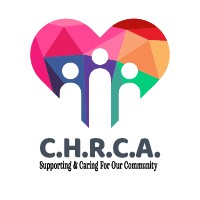 C.H.R.C.A.
Supporting & Caring For Our Community